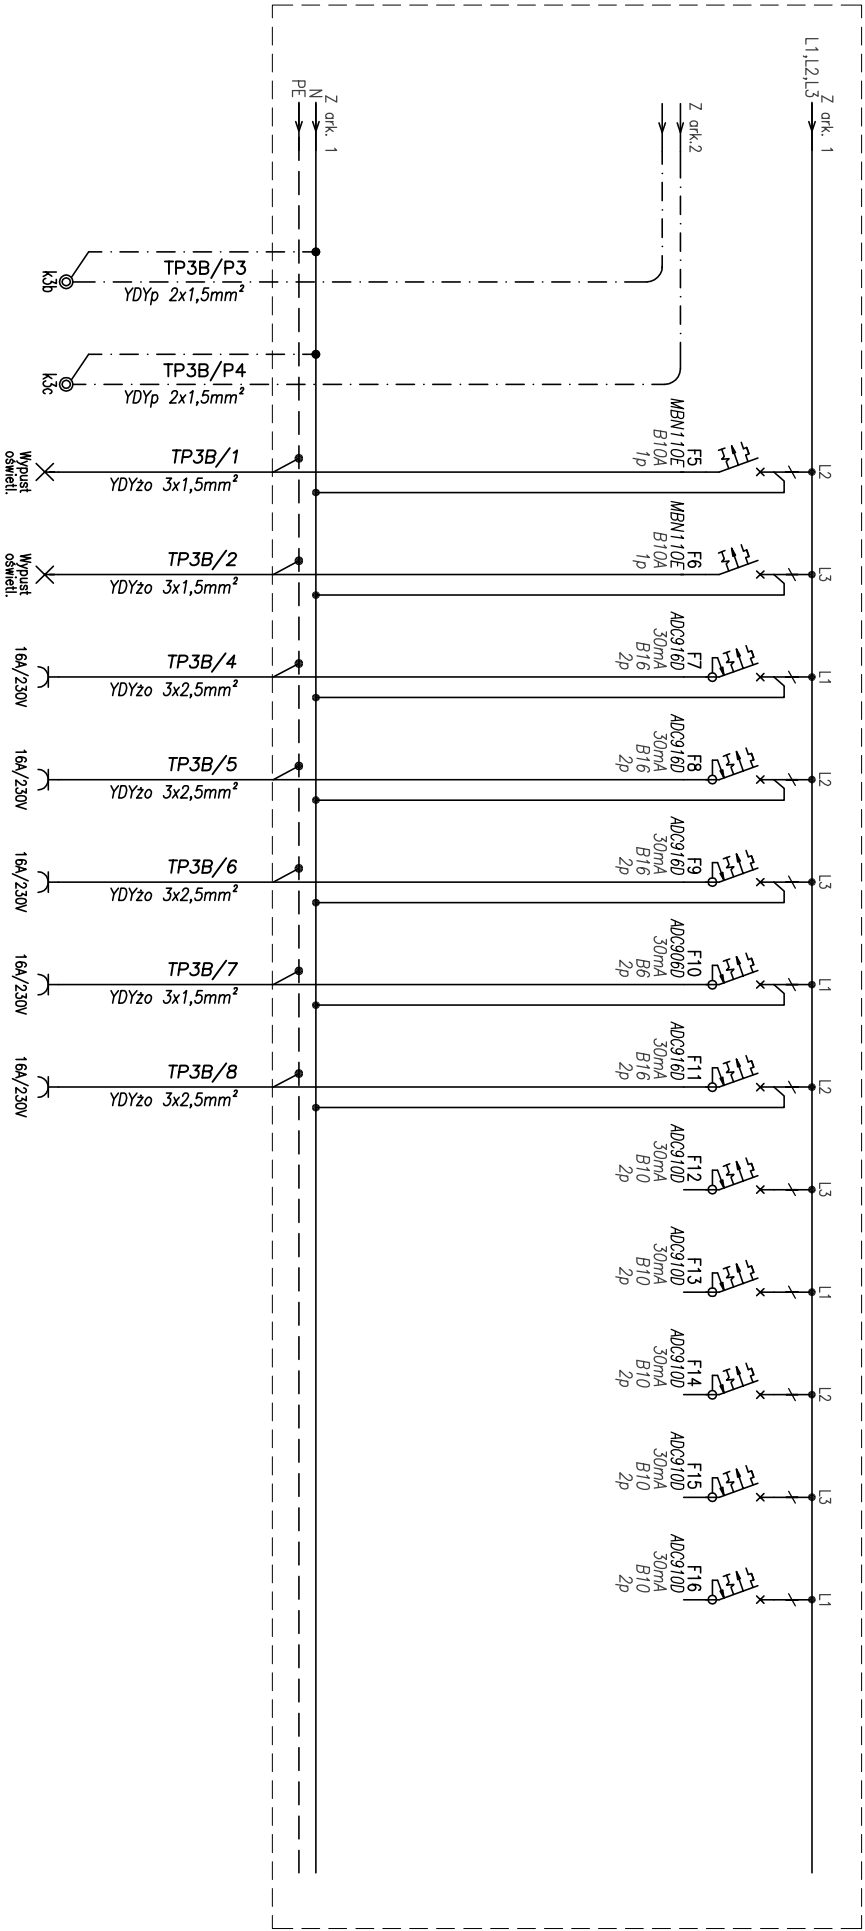 L1,L2,L3
Z ark. 1
Z ark.2
Z ark. 1
N
PE
TP3B/P3
YDYp 2x1,5mm²
k3b
TP3B/P4
YDYp 2x1,5mm²
k3c
L2
F5
MBN110E
B10A
1p
TP3B/1
YDYżo 3x1,5mm²
Wypust
oświetl.
L3
F6
MBN110E
B10A
1p
TP3B/2
YDYżo 3x1,5mm²
Wypust
oświetl.
L1
F7
ADC916D
30mA
B16
2p
TP3B/4
YDYżo 3x2,5mm²
16A/230V
L2
F8
ADC916D
30mA
B16
2p
TP3B/5
YDYżo 3x2,5mm²
16A/230V
L3
F9
ADC916D
30mA
B16
2p
TP3B/6
YDYżo 3x2,5mm²
16A/230V
L1
F10
ADC906D
30mA
B6
2p
TP3B/7
YDYżo 3x1,5mm²
16A/230V
L2
F11
ADC916D
30mA
B16
2p
TP3B/8
YDYżo 3x2,5mm²
16A/230V
L3
F12
ADC910D
30mA
B10
2p
L1
F13
ADC910D
30mA
B10
2p
L2
F14
ADC910D
30mA
B10
2p
L3
F15
ADC910D
30mA
B10
2p
L1
F16
ADC910D
30mA
B10
2p